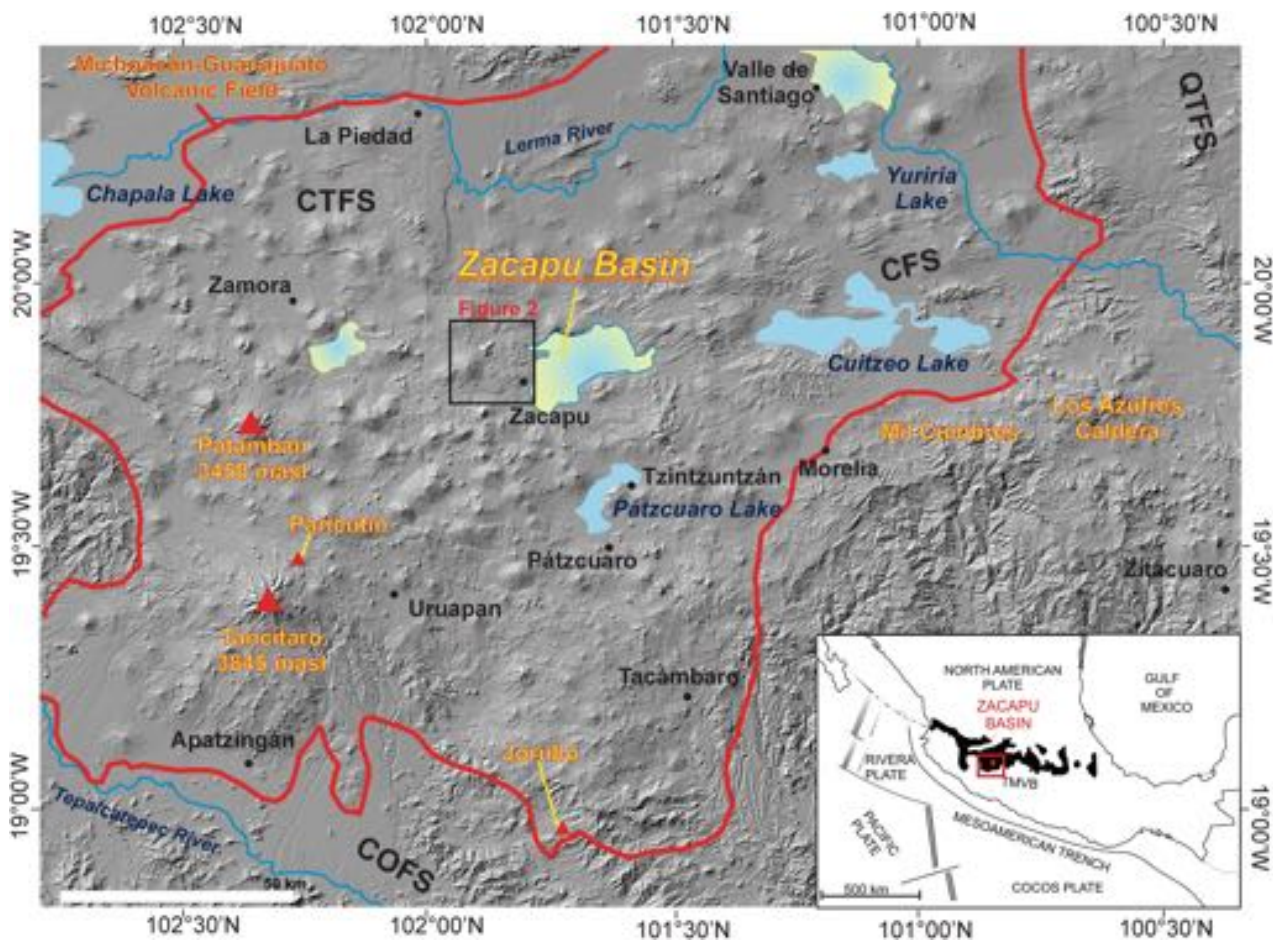 102°30'N
102°00'N
101°30'N
101°00'N
100°30'N
Michoacán-Guanajuato
Volcanic Field
La Piedad
Lerma River
Valle de
Santiago
QTFS
Chapala Lake
CTFS
Yuriria
Lake
20°00'W
Zamora
Zacapu Basin
CFS
20°00'W
Figure 2
Cuitzeo Lake
Zacapu
Patamban
3450 masl
Mil Cumbres
Los Azufres
Caldera
Tzintzuntzán
Morelia
Pátzcuaro Lake
19°30'W
Paricutin
Pátzcuaro
19°30'W
Zitácuaro
Uruapan
Tancítaro
3845 masl
Tacámbaro
Apatzingán
Jorullo
19°00'W
Tepalcatepec River
COFS
50 km
NORTH AMERICAN
PLATE
ZACAPU
BASIN
GULF
OF
MEXICO
RIVERA
PLATE
TMVB
PACIFIC
PLATE
MESOAMERICAN TRENCH
COCOS PLATE
500 km
19°00'W
102°30'N
102°00'N
101°30'N
101°00'N
100°30'N